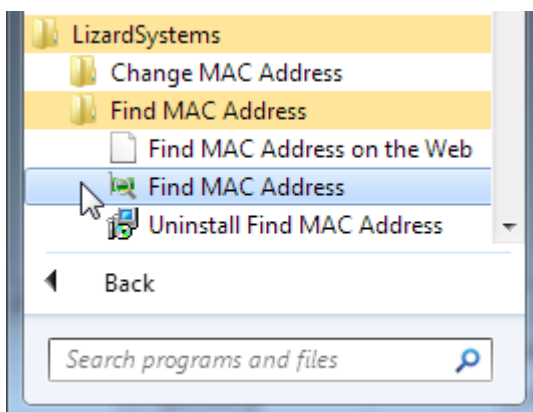 LizardSystems
Change MAC Address
Find MAC Address
Find MAC Address on the Web
Find MAC Address
Uninstall Find MAC Address
Back
Search programs and files